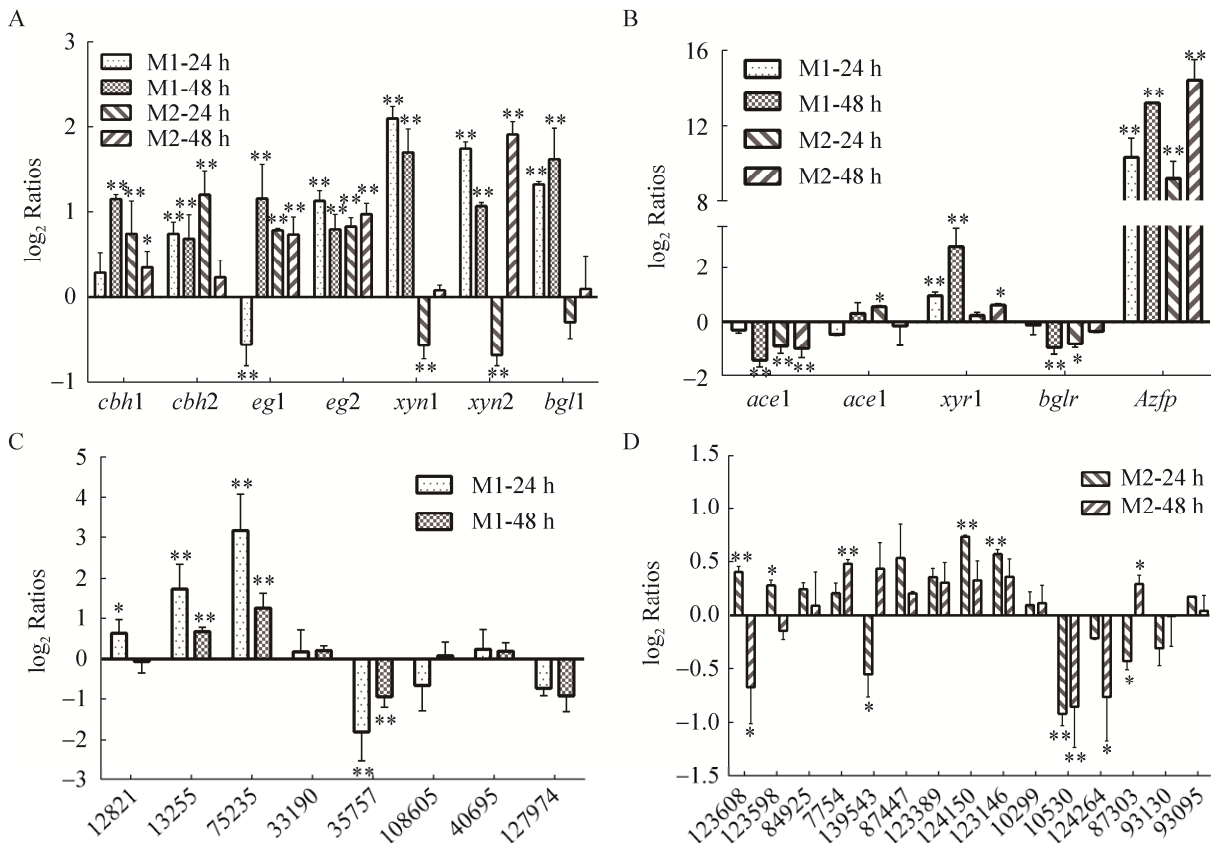 A
log₂ Ratios
3
2
1
0
−1
M1-24 h
M1-48 h
M2-24 h
M2-48 h
** ** * ** ** ** ** ** ** ** ** ** ** ** ** ** ** ** ** ** ** ** ** **
cbh1 cbh2 eg1 eg2 xyn1 xyn2 bgl1
B
log₂ Ratios
16
14
12
10
8
2
0
−2
M1-24 h
M1-48 h
M2-24 h
M2-48 h
** ** ** * ** ** * ** * ** ** ** **
ace1 ace1 xyr1 bglr Azfp
C
log₂ Ratios
5
4
3
2
1
0
−1
−2
−3
M1-24 h
M1-48 h
* ** ** ** ** ** **
12821 13255 75235 33190 35757 108605 40695 127974
D
log₂ Ratios
1.5
1.0
0.5
0.0
−0.5
−1.0
−1.5
M2-24 h
M2-48 h
** * * ** * ** ** ** ** * * *
123608 123598 84925 77754 139543 87447 123389 124150 123146 10299 10530 124264 87303 93130 93095